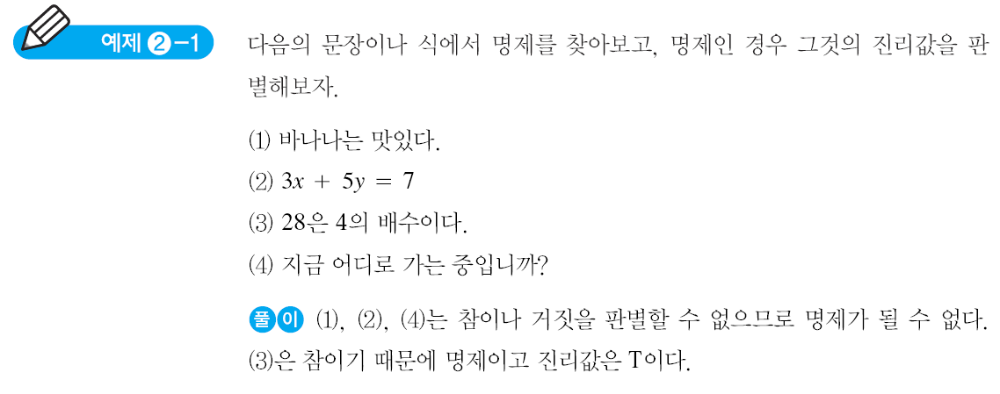 예제 2-1
다음의 문장이나 식에서 명제를 찾아보고, 명제인 경우 그것의 진리값을 판
별해보자.
(1) 바나나는 맛있다.
(2) 3x + 5y = 7
(3) 28은 4의 배수이다.
(4) 지금 어디로 가는 중입니까?
풀이 (1), (2), (4)는 참이나 거짓을 판별할 수 없으므로 명제가 될 수 없다.
(3)은 참이기 때문에 명제이고 진리값은 T이다.